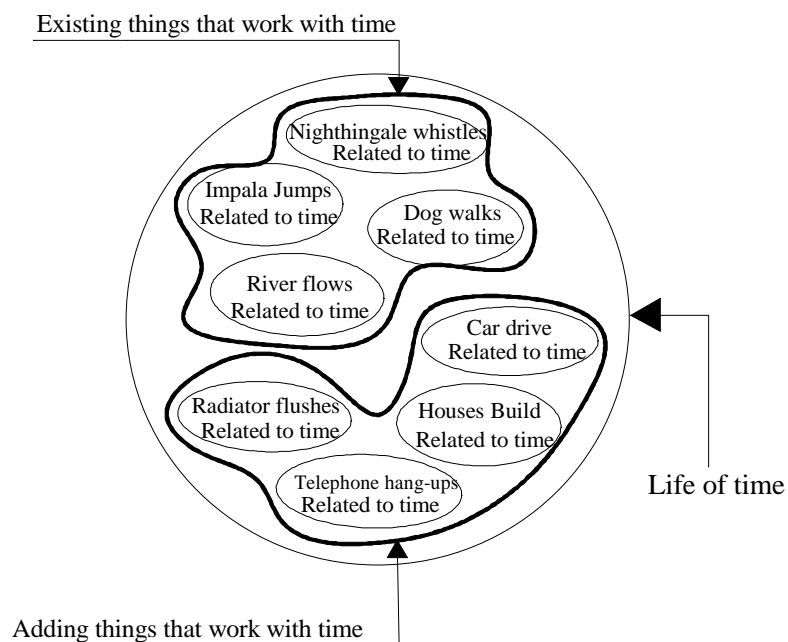 Existing things that work with time
Nighthingale whistles
Related to time
Impala Jumps
Related to time
Dog walks
Related to time
River flows
Related to time
Car drive
Related to time
Radiator flushes
Related to time
Houses Build
Related to time
Telephone hang-ups
Related to time
Life of time
Adding things that work with time